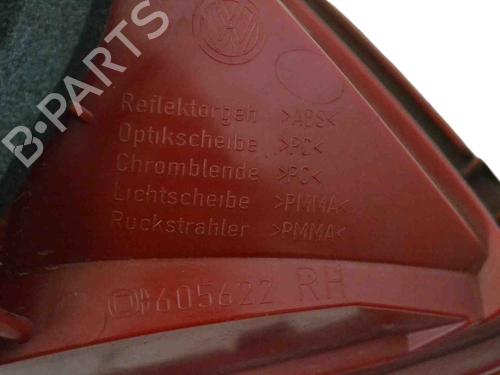 Reflektorgeh >ABS<
Optikscheibe >PC<
Chromblende >PC<
Lichtscheibe >PMMA<
Ruckstrahler >PMMA<
605622 RH
B-PARTS